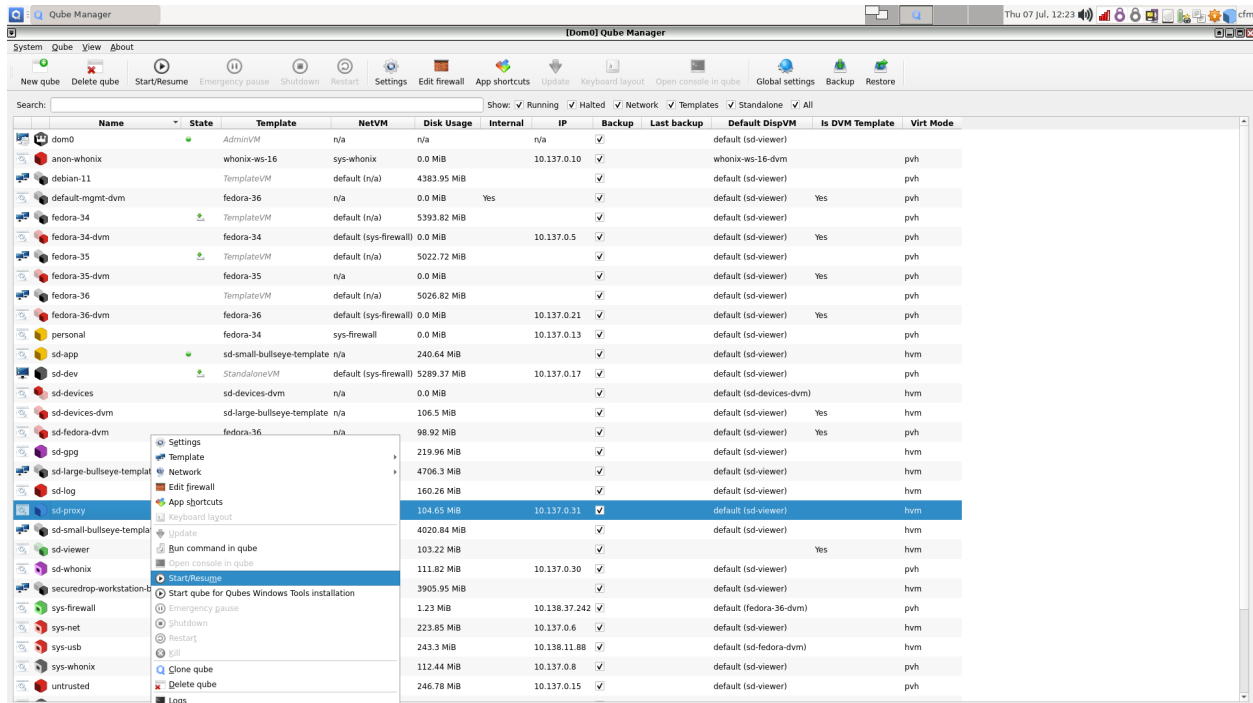 Qube Manager
Thu 07 Jul, 12:23
cfm
[Dom0] Qube Manager
System Qube View About
New qube Delete qube Start/Resume Emergency pause Shutdown Restart Settings Edit firewall App shortcuts Update Keyboard layout Open console in qube Global settings Backup Restore
Search: Show: Running Halted Network Templates Standalone All
Name State Template NetVM Disk Usage Internal IP Backup Last backup Default DispVM Is DVM Template Virt Mode
dom0 AdminVM n/a n/a n/a default (sd-viewer)
anon-whonix whonix-ws-16 sys-whonix 0.0 MiB 10.137.0.10 whonix-ws-16-dvm pvh
debian-11 TemplateVM default (n/a) 4383.95 MiB default (sd-viewer) pvh
default-mgmt-dvm fedora-36 n/a 0.0 MiB Yes default (sd-viewer) Yes pvh
fedora-34 TemplateVM default (n/a) 5393.82 MiB default (sd-viewer) pvh
fedora-34-dvm fedora-34 default (sys-firewall) 0.0 MiB 10.137.0.5 default (sd-viewer) Yes pvh
fedora-35 TemplateVM default (n/a) 5022.72 MiB default (sd-viewer) pvh
fedora-35-dvm fedora-35 n/a 0.0 MiB default (sd-viewer) Yes pvh
fedora-36 TemplateVM default (n/a) 5026.82 MiB default (sd-viewer) pvh
fedora-36-dvm fedora-36 default (sys-firewall) 0.0 MiB 10.137.0.21 default (sd-viewer) Yes pvh
personal fedora-34 sys-firewall 0.0 MiB 10.137.0.13 default (sd-viewer) pvh
sd-app sd-small-bullseye-template n/a 240.64 MiB default (sd-viewer) hvm
sd-dev StandaloneVM default (sys-firewall) 5289.37 MiB 10.137.0.17 default (sd-viewer) hvm
sd-devices sd-devices-dvm n/a 0.0 MiB default (sd-devices-dvm) hvm
sd-devices-dvm sd-large-bullseye-template n/a 106.5 MiB default (sd-viewer) Yes hvm
sd-fedora-dvm fedora-36 n/a 98.92 MiB default (sd-viewer) Yes pvh
sd-gpg 219.96 MiB default (sd-viewer) hvm
sd-large-bullseye-templat 4706.3 MiB default (sd-viewer) hvm
sd-log 160.26 MiB default (sd-viewer) hvm
sd-proxy 104.65 MiB 10.137.0.31 default (sd-viewer) hvm
sd-small-bullseye-templa 4020.84 MiB default (sd-viewer) hvm
sd-viewer 103.22 MiB default (sd-viewer) Yes hvm
sd-whonix 111.82 MiB 10.137.0.30 default (sd-viewer) pvh
securedrop-workstation-b 3905.95 MiB default (sd-viewer) hvm
sys-firewall 1.23 MiB 10.138.37.242 default (fedora-36-dvm) pvh
sys-net 223.85 MiB 10.137.0.6 default (sd-viewer) hvm
sys-usb 243.3 MiB 10.138.11.88 default (sd-fedora-dvm) hvm
sys-whonix 112.44 MiB 10.137.0.8 default (sd-viewer) pvh
untrusted 246.78 MiB 10.137.0.15 default (sd-viewer) pvh
Settings
Template
Network
Edit firewall
App shortcuts
Keyboard layout
Update
Run command in qube
Open console in qube
Start/Resume
Start qube for Qubes Windows Tools installation
Emergency pause
Shutdown
Restart
Kill
Clone qube
Delete qube
Logs